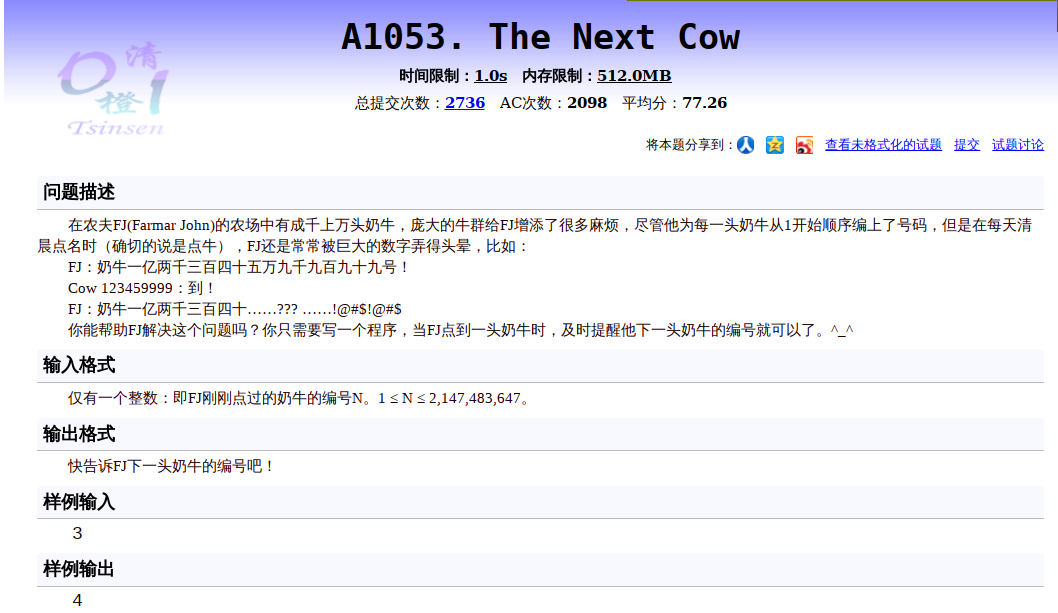 A1053. The Next Cow
时间限制：1.0s 内存限制：512.0MB
总提交次数：2736 AC次数：2098 平均分：77.26
清
橙
Tsinsen
将本题分享到： 查看未格式化的试题 提交 试题讨论
问题描述
在农夫FJ(Farmar John)的农场中有成千上万头奶牛，庞大的牛群给FJ增添了很多麻烦，尽管他为每一头奶牛从1开始顺序编上了号码，但是在每天清
晨点名时（确切的说是点牛），FJ还是常常被巨大的数字弄得头晕，比如：
FJ：奶牛一亿两千三百四十五万九千九百九十九号！
Cow 123459999：到！
FJ：奶牛一亿两千三百四十……??? ……!@#$!@#$
你能帮助FJ解决这个问题吗？你只需要写一个程序，当FJ点到一头奶牛时，及时提醒他下一头奶牛的编号就可以了。^_^
输入格式
仅有一个整数：即FJ刚刚点过的奶牛的编号N。1 ≤ N ≤ 2,147,483,647。
输出格式
快告诉FJ下一头奶牛的编号吧！
样例输入
3
样例输出
4